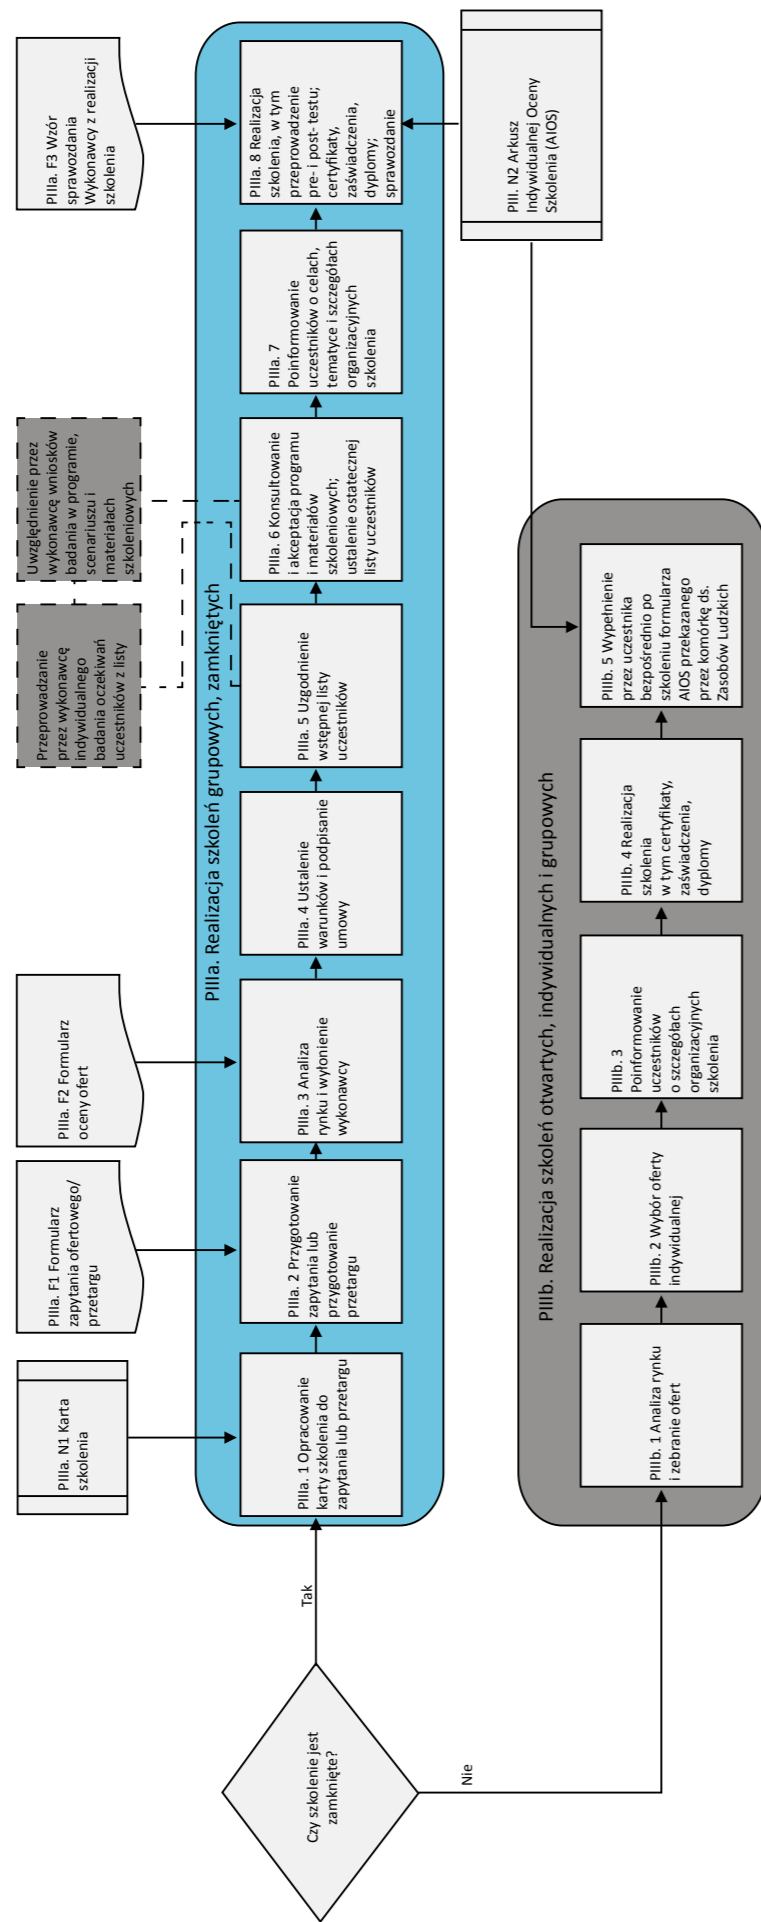 Czy szkolenie jest
zamknięte?
Tak
Nie
PIIIa. N1 Karta
szkolenia
PIIIa. F1 Formularz
zapytania ofertowego/
przetargu
PIIIa. F2 Formularz
oceny ofert
Przeprowadzanie
przez wykonawcę
indywidualnego
badania oczekiwań
uczestników z listy
Uwzględnienie przez
wykonawcę wniosków
badania w programie,
scenariuszu i
materiałach
szkoleniowych
PIIIa. F3 Wzór
sprawozdania
Wykonawcy z realizacji
szkolenia
PIIIa. Realizacja szkoleń grupowych, zamkniętych
PIIIa. 1 Opracowanie
karty szkolenia do
zapytania lub przetargu
PIIIa. 2 Przygotowanie
zapytania lub
przygotowanie
przetargu
PIIIa. 3 Analiza
rynku i wyłonienie
wykonawcy
PIIIa. 4 Ustalenie
warunków i podpisanie
umowy
PIIIa. 5 Uzgodnienie
wstępnej listy
uczestników
PIIIa. 6 Konsultowanie
i akceptacja programu
i materiałów
szkoleniowych;
ustalenie ostatecznej
listy uczestników
PIIIa. 7
Poinformowanie
uczestników o celach,
tematyce i szczegółach
organizacyjnych
szkolenia
PIIIa. 8 Realizacja
szkolenia, w tym
przeprowadzenie
pre- i post- testu;
certyfikaty,
zaświadczenia,
dyplomy;
sprawozdanie
PIII. N2 Arkusz
Indywidualnej Oceny
Szkolenia (AIOS)
PIIIb. Realizacja szkoleń otwartych, indywidualnych i grupowych
PIIIb. 1 Analiza rynku
i zebranie ofert
PIIIb. 2 Wybór oferty
indywidualnej
PIIIb. 3
Poinformowanie
uczestników
o szczegółach
organizacyjnych
szkolenia
PIIIb. 4 Realizacja
szkolenia
w tym certyfikaty,
zaświadczenia,
dyplomy
PIIIb. 5 Wypełnienie
przez uczestnika
bezpośrednio po
szkoleniu formularza
AIOS przekazanego
przez komórkę ds.
Zasobów Ludzkich